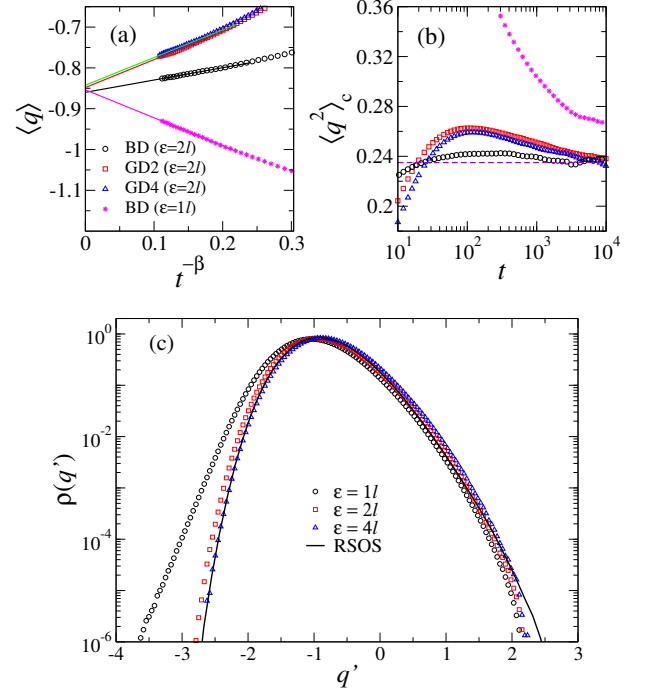 -0.7
-0.8
-0.9
-1
-1.1
⟨q⟩
(a)
BD (ε=2l)
GD2 (ε=2l)
GD4 (ε=2l)
BD (ε=1l)
0 0.1 0.2 0.3
t^{-β}
0.36
0.32
0.28
0.24
0.2
⟨q²⟩_c
(b)
10¹ 10² 10³ 10⁴
t
10⁰
10⁻²
10⁻⁴
10⁻⁶
ρ(q’)
(c)
ε = 1l
ε = 2l
ε = 4l
RSOS
-4 -3 -2 -1 0 1 2 3
q’